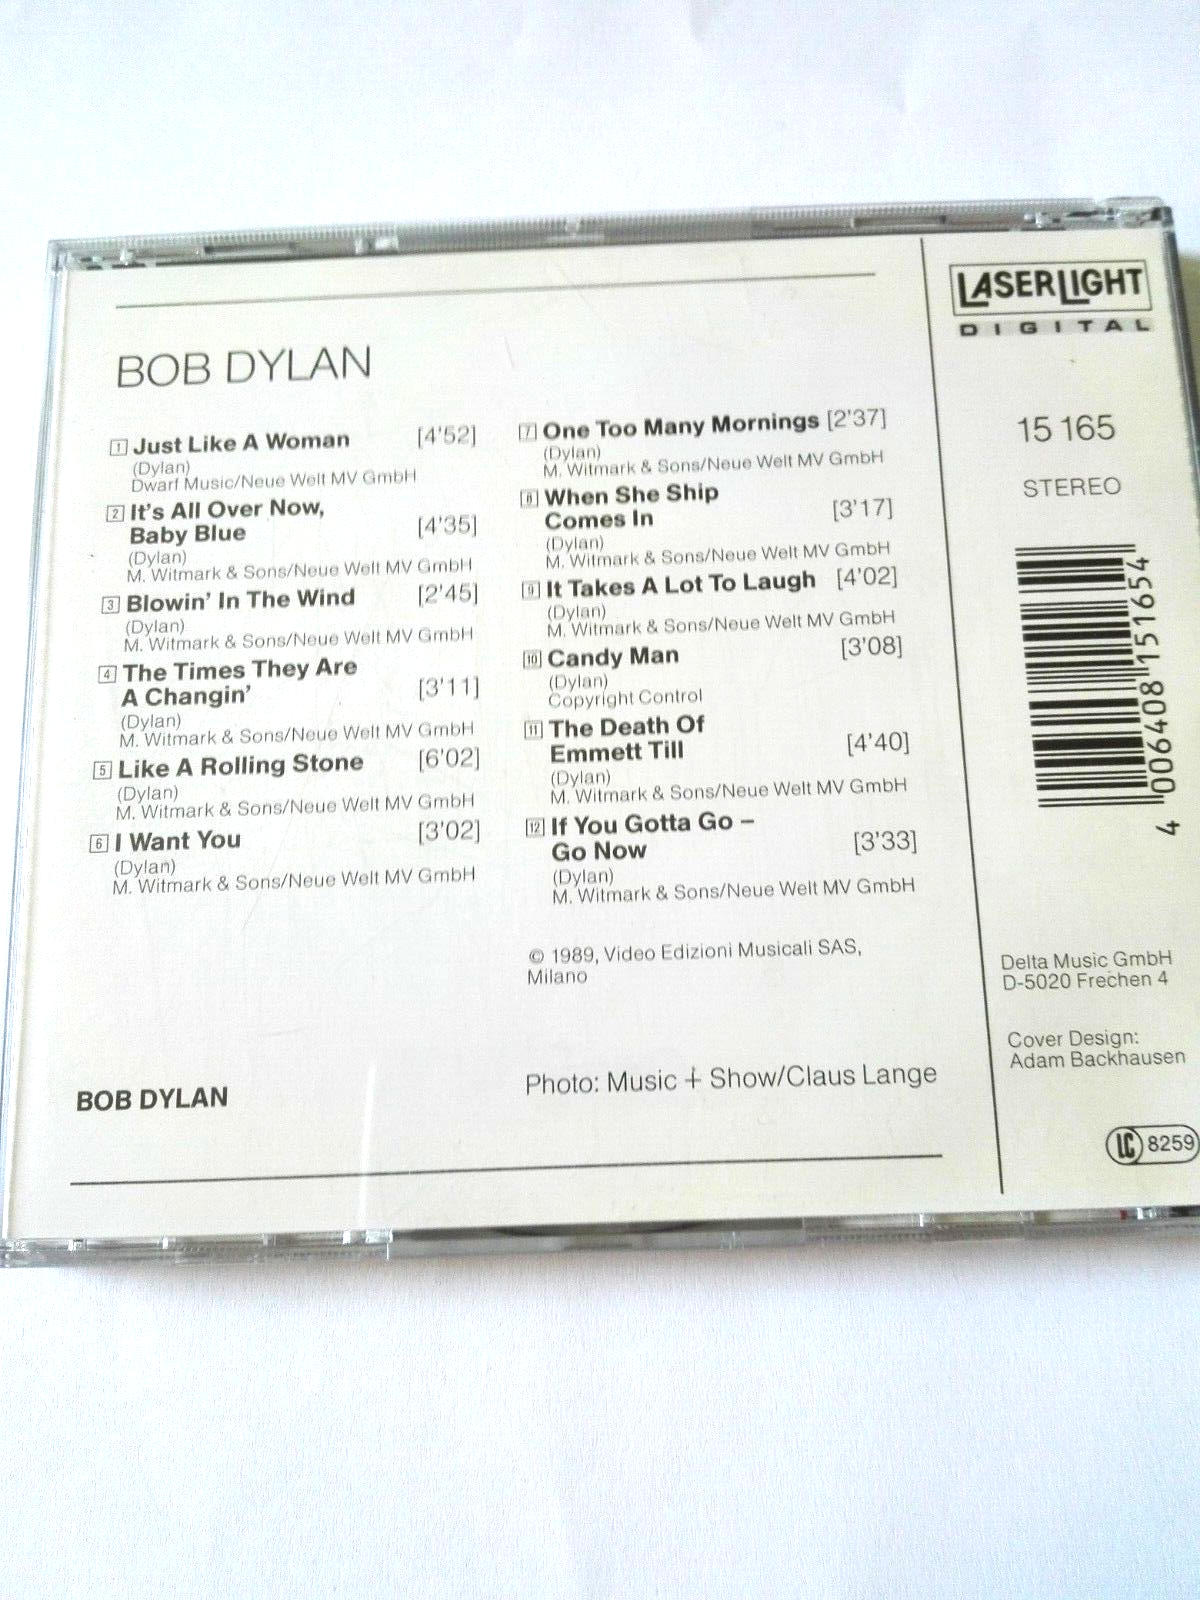 BOB DYLAN
1 Just Like A Woman [4'52]
(Dylan)
Dwarf Music/Neue Welt MV GmbH
2 It's All Over Now,
Baby Blue [4'35]
(Dylan)
M. Witmark & Sons/Neue Welt MV GmbH
3 Blowin' In The Wind [2'45]
(Dylan)
M. Witmark & Sons/Neue Welt MV GmbH
4 The Times They Are
A Changin' [3'11]
(Dylan)
M. Witmark & Sons/Neue Welt MV GmbH
5 Like A Rolling Stone [6'02]
(Dylan)
M. Witmark & Sons/Neue Welt MV GmbH
6 I Want You [3'02]
(Dylan)
M. Witmark & Sons/Neue Welt MV GmbH
7 One Too Many Mornings [2'37]
(Dylan)
M. Witmark & Sons/Neue Welt MV GmbH
8 When She Ship
Comes In [3'17]
(Dylan)
M. Witmark & Sons/Neue Welt MV GmbH
9 It Takes A Lot To Laugh [4'02]
(Dylan)
M. Witmark & Sons/Neue Welt MV GmbH
10 Candy Man [3'08]
(Dylan)
Copyright Control
11 The Death Of
Emmett Till [4'40]
(Dylan)
M. Witmark & Sons/Neue Welt MV GmbH
12 If You Gotta Go –
Go Now [3'33]
(Dylan)
M. Witmark & Sons/Neue Welt MV GmbH
© 1989, Video Edizioni Musicali SAS,
Milano
BOB DYLAN
Photo: Music + Show/Claus Lange
LASERLIGHT
DIGITAL
15 165
STEREO
4 006408 151654
Delta Music GmbH
D-5020 Frechen 4
Cover Design:
Adam Backhausen
LC 8259